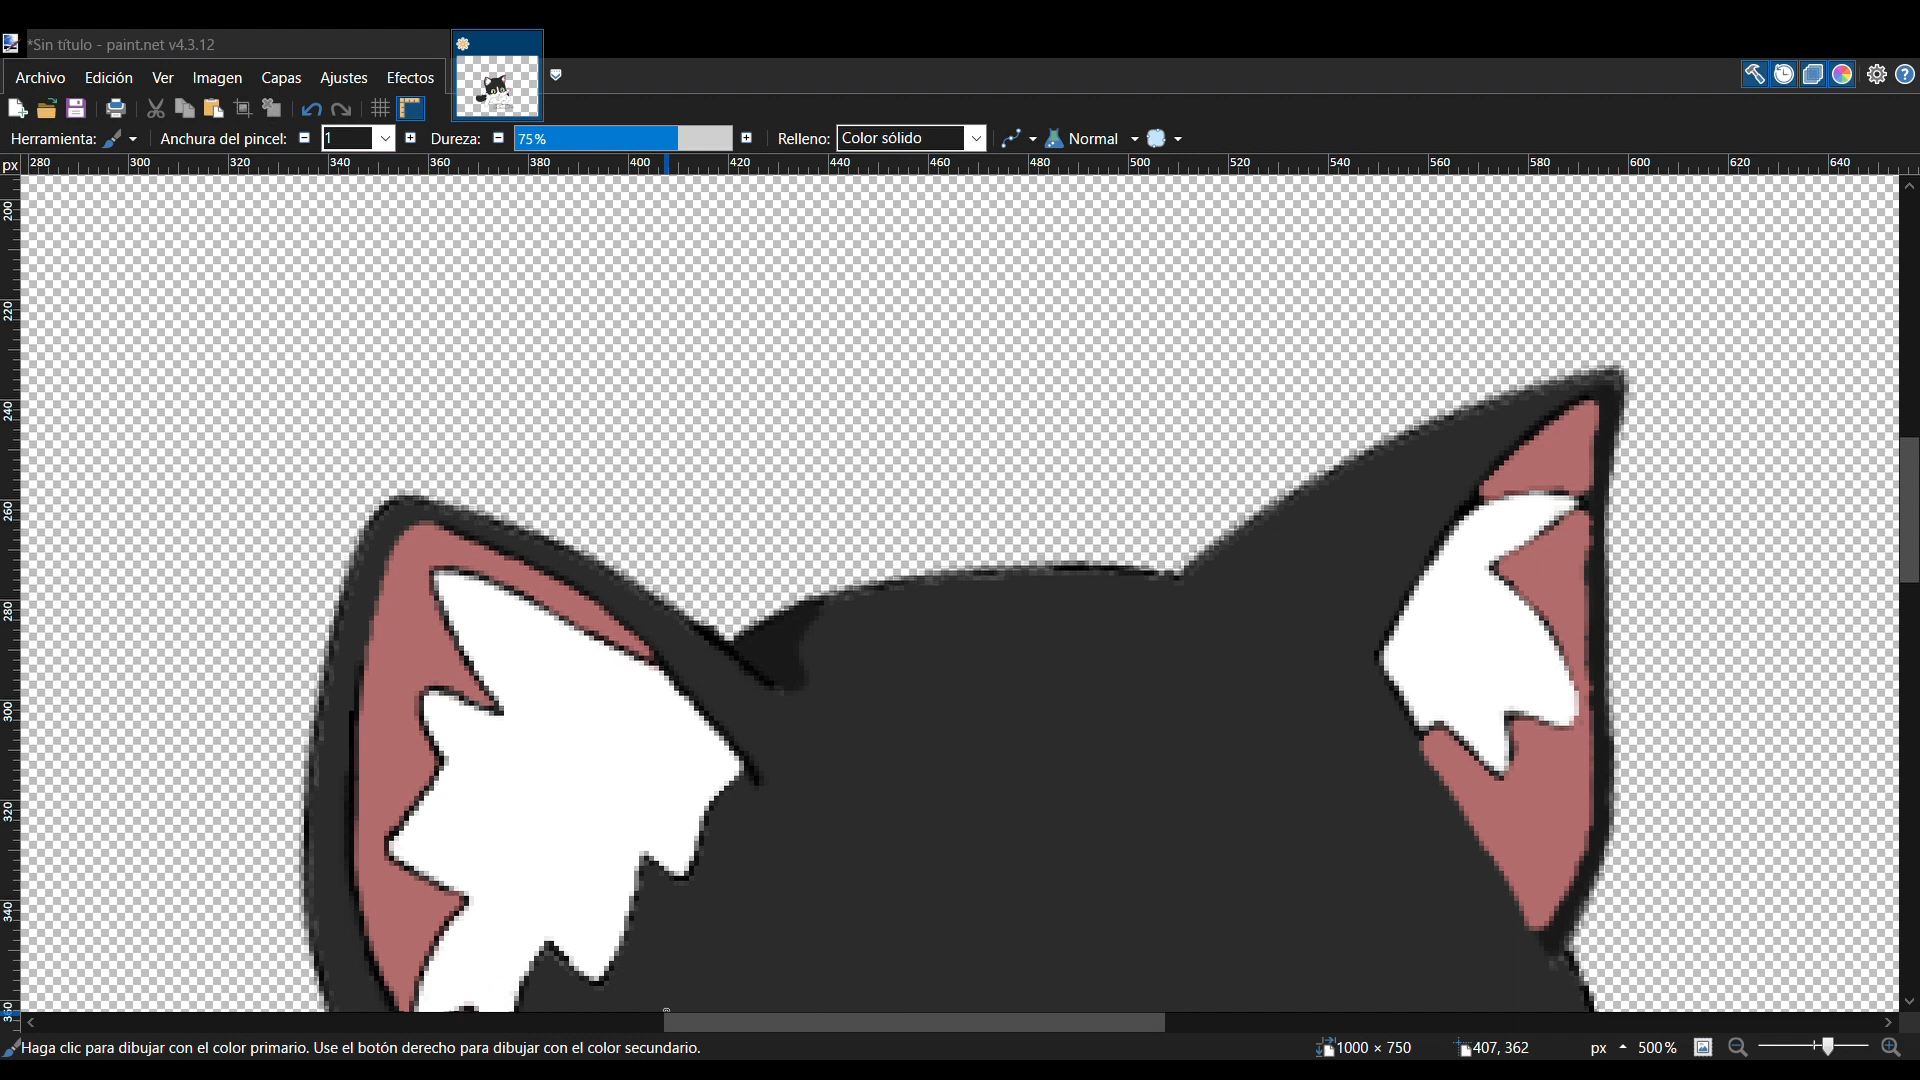 *Sin título - paint.net v4.3.12
Archivo Edición Ver Imagen Capas Ajustes Efectos
Herramienta: Anchura del pincel: 1 Dureza: 75% Relleno: Color sólido Normal
px 280 300 320 340 360 380 400 420 440 460 480 500 520 540 560 580 600 620 640
200
220
240
260
280
300
320
340
Haga clic para dibujar con el color primario. Use el botón derecho para dibujar con el color secundario. 1000 × 750 407, 362 px 500%